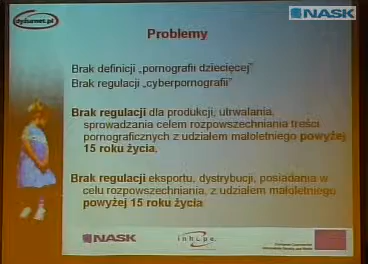 dyżurnet.pl
NASK
Problemy
Brak definicji „pornografii dziecięcej"
Brak regulacji „cyberpornografii"
Brak regulacji dla produkcji, utrwalania,
sprowadzania celem rozpowszechniania treści
pornograficznych z udziałem małoletniego powyżej
15 roku życia,
Brak regulacji eksportu, dystrybucji, posiadania w
celu rozpowszechniania, z udziałem małoletniego
powyżej 15 roku życia
NASK
inhope